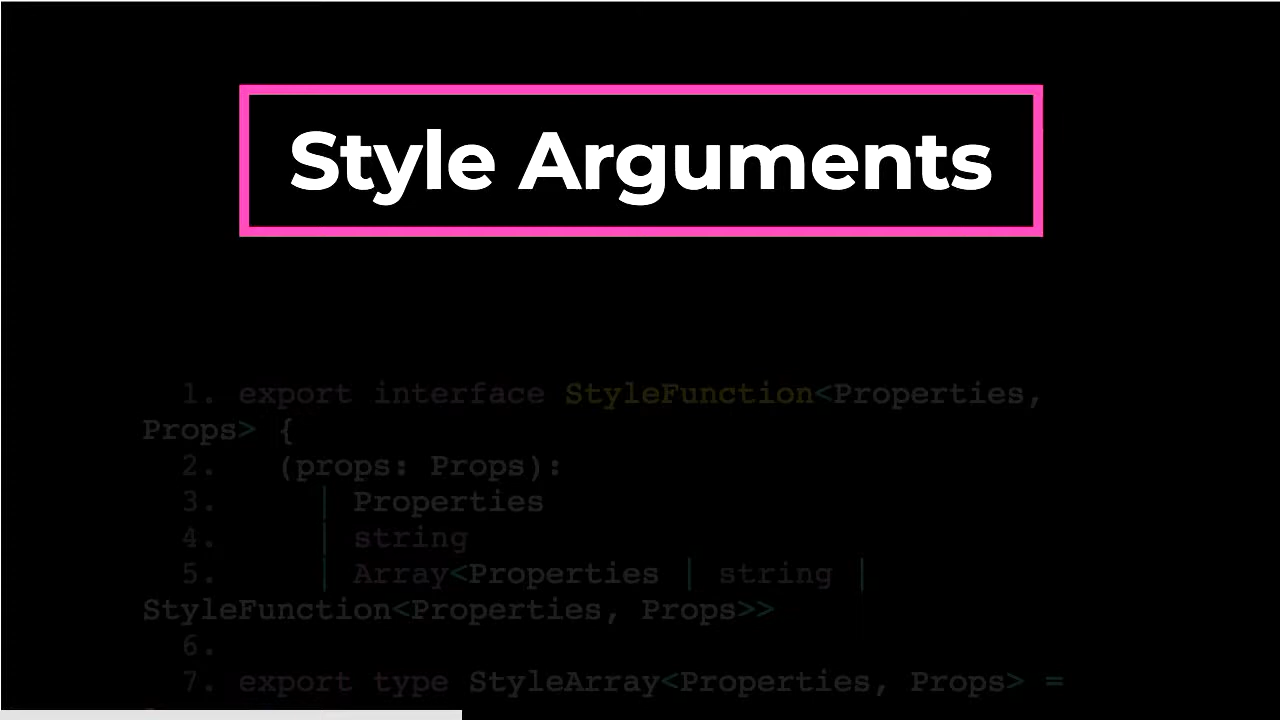 Style Arguments
1. export interface StyleFunction<Properties,
Props> {
2. (props: Props):
3. | Properties
4. | string
5. | Array<Properties | string |
StyleFunction<Properties, Props>>
6.
7. export type StyleArray<Properties, Props> =